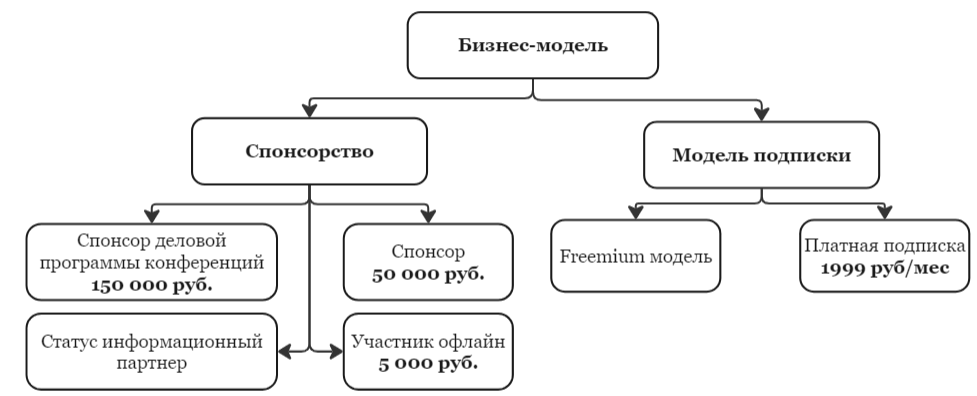 Бизнес-модель
Спонсорство
Модель подписки
Спонсор деловой
программы конференций
150 000 руб.
Спонсор
50 000 руб.
Freemium модель
Платная подписка
1999 руб/мес
Статус информационный
партнер
Участник офлайн
5 000 руб.